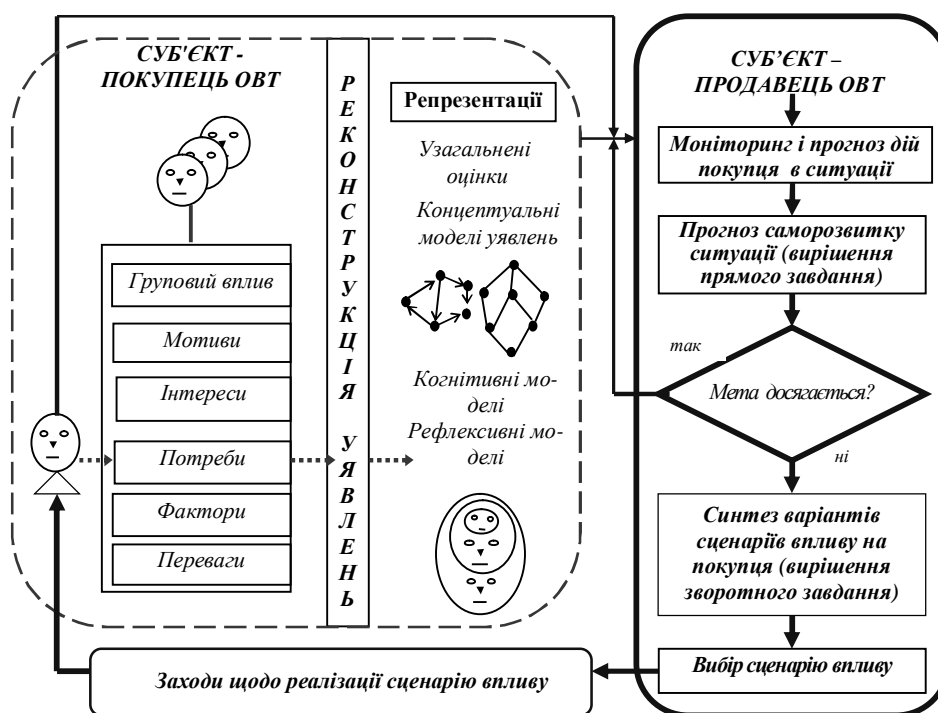 СУБ'ЄКТ -
ПОКУПЕЦЬ ОВТ
Груповий вплив
Мотиви
Інтереси
Потреби
Фактори
Переваги
РЕКОНСТРУКЦІЯ УЯВЛЕНЬ
Репрезентації
Узагальнені
оцінки
Концептуальні
моделі уявлень
Когнітивні мо-
делі
Рефлексивні мо-
делі
СУБ’ЄКТ –
ПРОДАВЕЦЬ ОВТ
Моніторинг і прогноз дій
покупця в ситуації
Прогноз саморозвитку
ситуації (вирішення
прямого завдання)
так
Мета досягається?
ні
Синтез варіантів
сценаріїв впливу на
покупця (вирішення
зворотного завдання)
Вибір сценарію впливу
Заходи щодо реалізації сценарію впливу